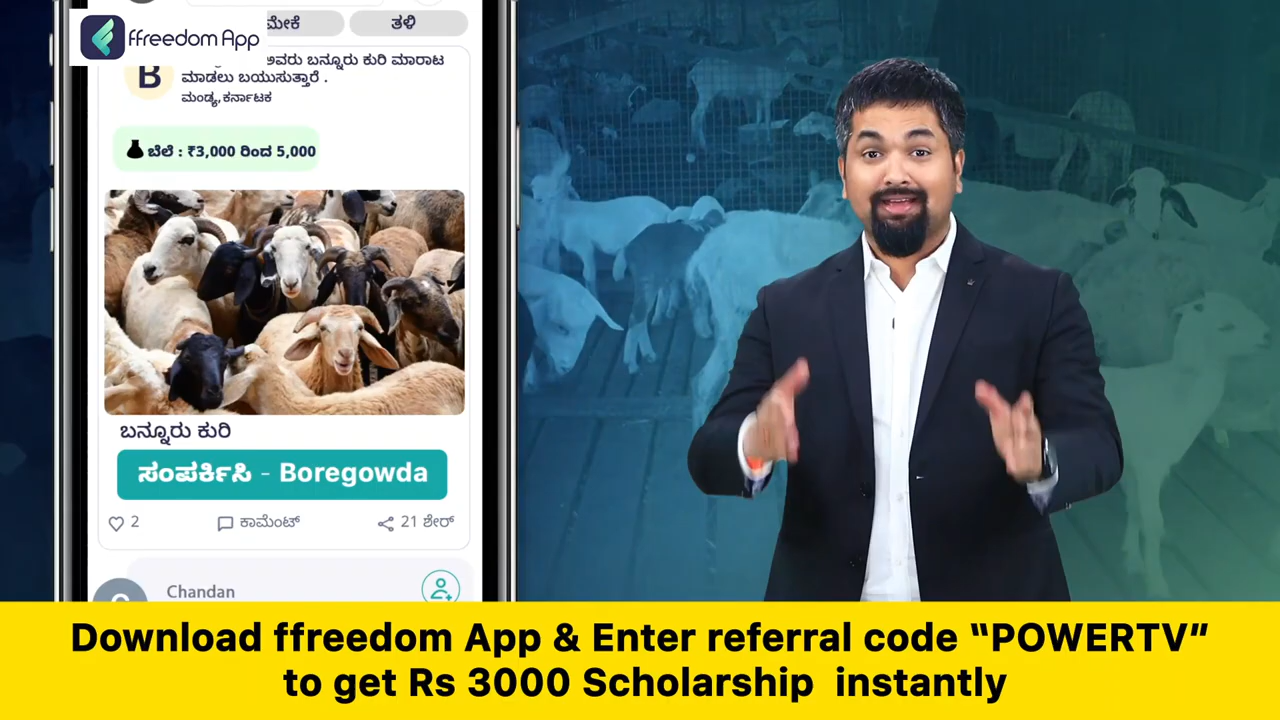 ಮೇಕೆ
ತಳಿ
ffreedom App
B
ಅವರು ಬನ್ನೂರು ಕುರಿ ಮಾರಾಟ
ಮಾಡಲು ಬಯಸುತ್ತಾರೆ .
ಮಂಡ್ಯ,ಕರ್ನಾಟಕ
ಬೆಲೆ : ₹3,000 ರಿಂದ 5,000
ಬನ್ನೂರು ಕುರಿ
ಸಂಪರ್ಕಿಸಿ - Boregowda
2 ಕಾಮೆಂಟ್ 21 ಶೇರ್
Chandan
Download ffreedom App & Enter referral code “POWERTV”
to get Rs 3000 Scholarship instantly